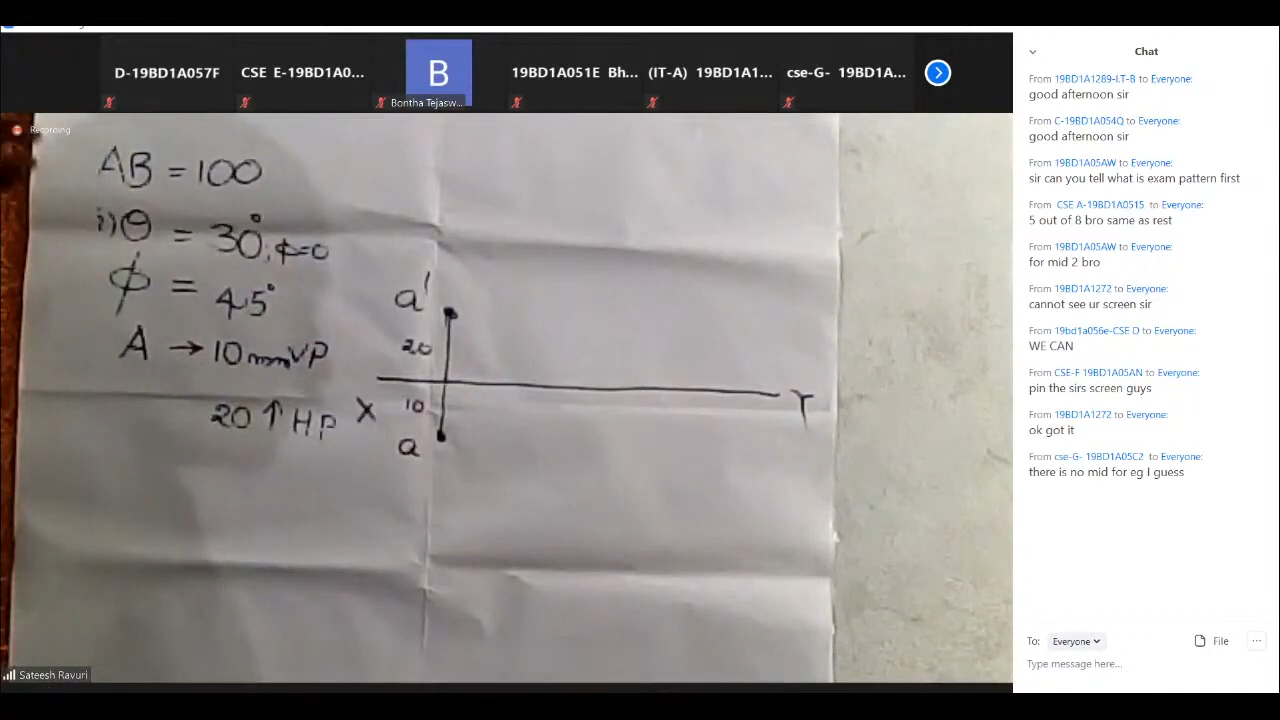 D-19BD1A057F
CSE E-19BD1A0...
B
Bontha Tejasw...
19BD1A051E Bh...
(IT-A) 19BD1A1...
cse-G- 19BD1A...
Recording
AB = 100
i) θ = 30°, ϕ=0
ϕ = 45°
A → 10mm VP
20 ↑ HP
a'
20
X
Y
10
a
Sateesh Ravuri
Chat
From 19BD1A1289-I.T-B to Everyone:
good afternoon sir
From C-19BD1A054Q to Everyone:
good afternoon sir
From 19BD1A05AW to Everyone:
sir can you tell what is exam pattern first
From CSE A-19BD1A0515 to Everyone:
5 out of 8 bro same as rest
From 19BD1A05AW to Everyone:
for mid 2 bro
From 19BD1A1272 to Everyone:
cannot see ur screen sir
From 19bd1a056e-CSE D to Everyone:
WE CAN
From CSE-F 19BD1A05AN to Everyone:
pin the sirs screen guys
From 19BD1A1272 to Everyone:
ok got it
From cse-G- 19BD1A05C2 to Everyone:
there is no mid for eg I guess
To: Everyone
File
Type message here...